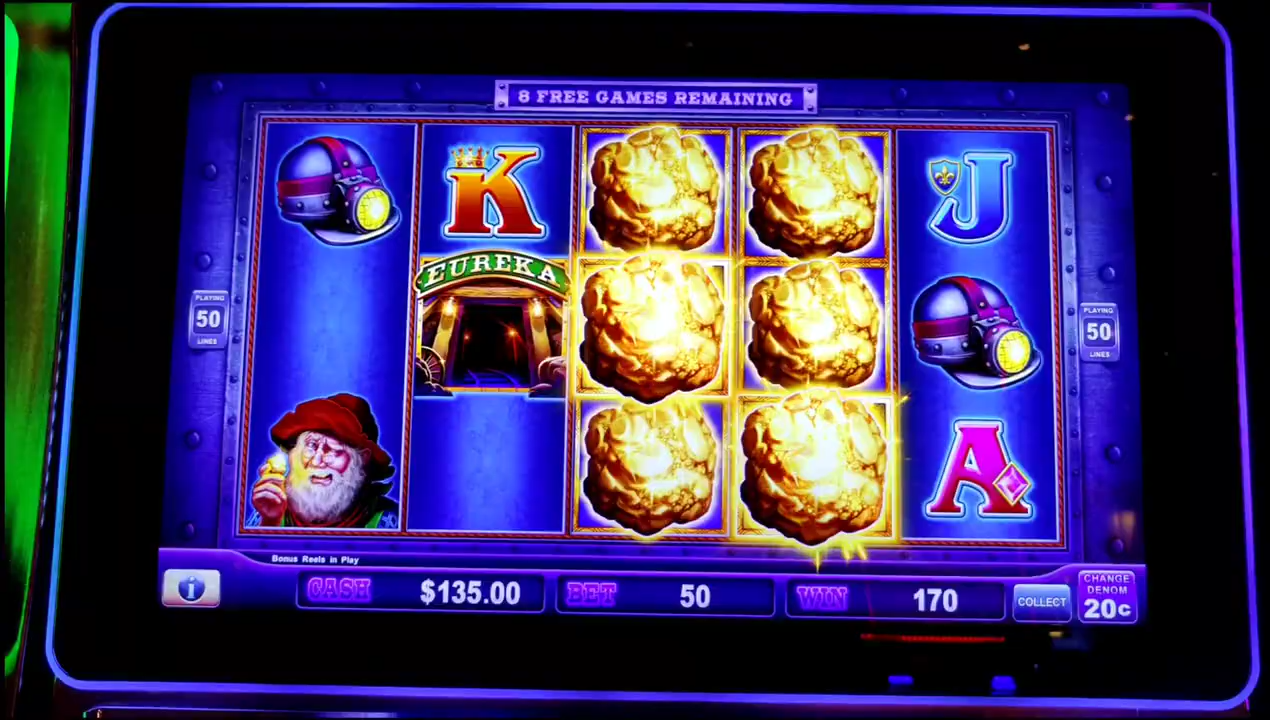 8 FREE GAMES REMAINING
K
J
EUREKA
PLAYING
50
LINES
PLAYING
50
LINES
A
Bonus Reels in Play
i
CASH $135.00
BET 50
WIN 170
COLLECT
CHANGE
DENOM
20¢